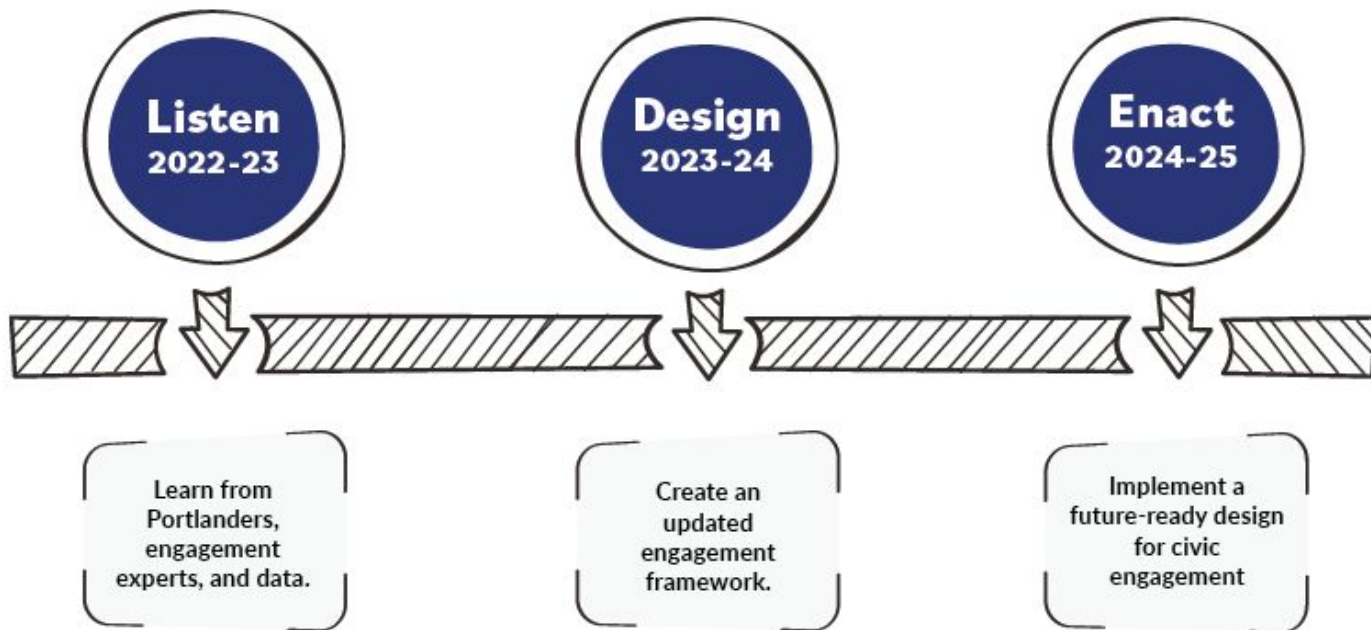 Listen
2022-23
Design
2023-24
Enact
2024-25
Learn from
Portlanders,
engagement
experts, and data.
Create an
updated
engagement
framework.
Implement a
future-ready design
for civic
engagement